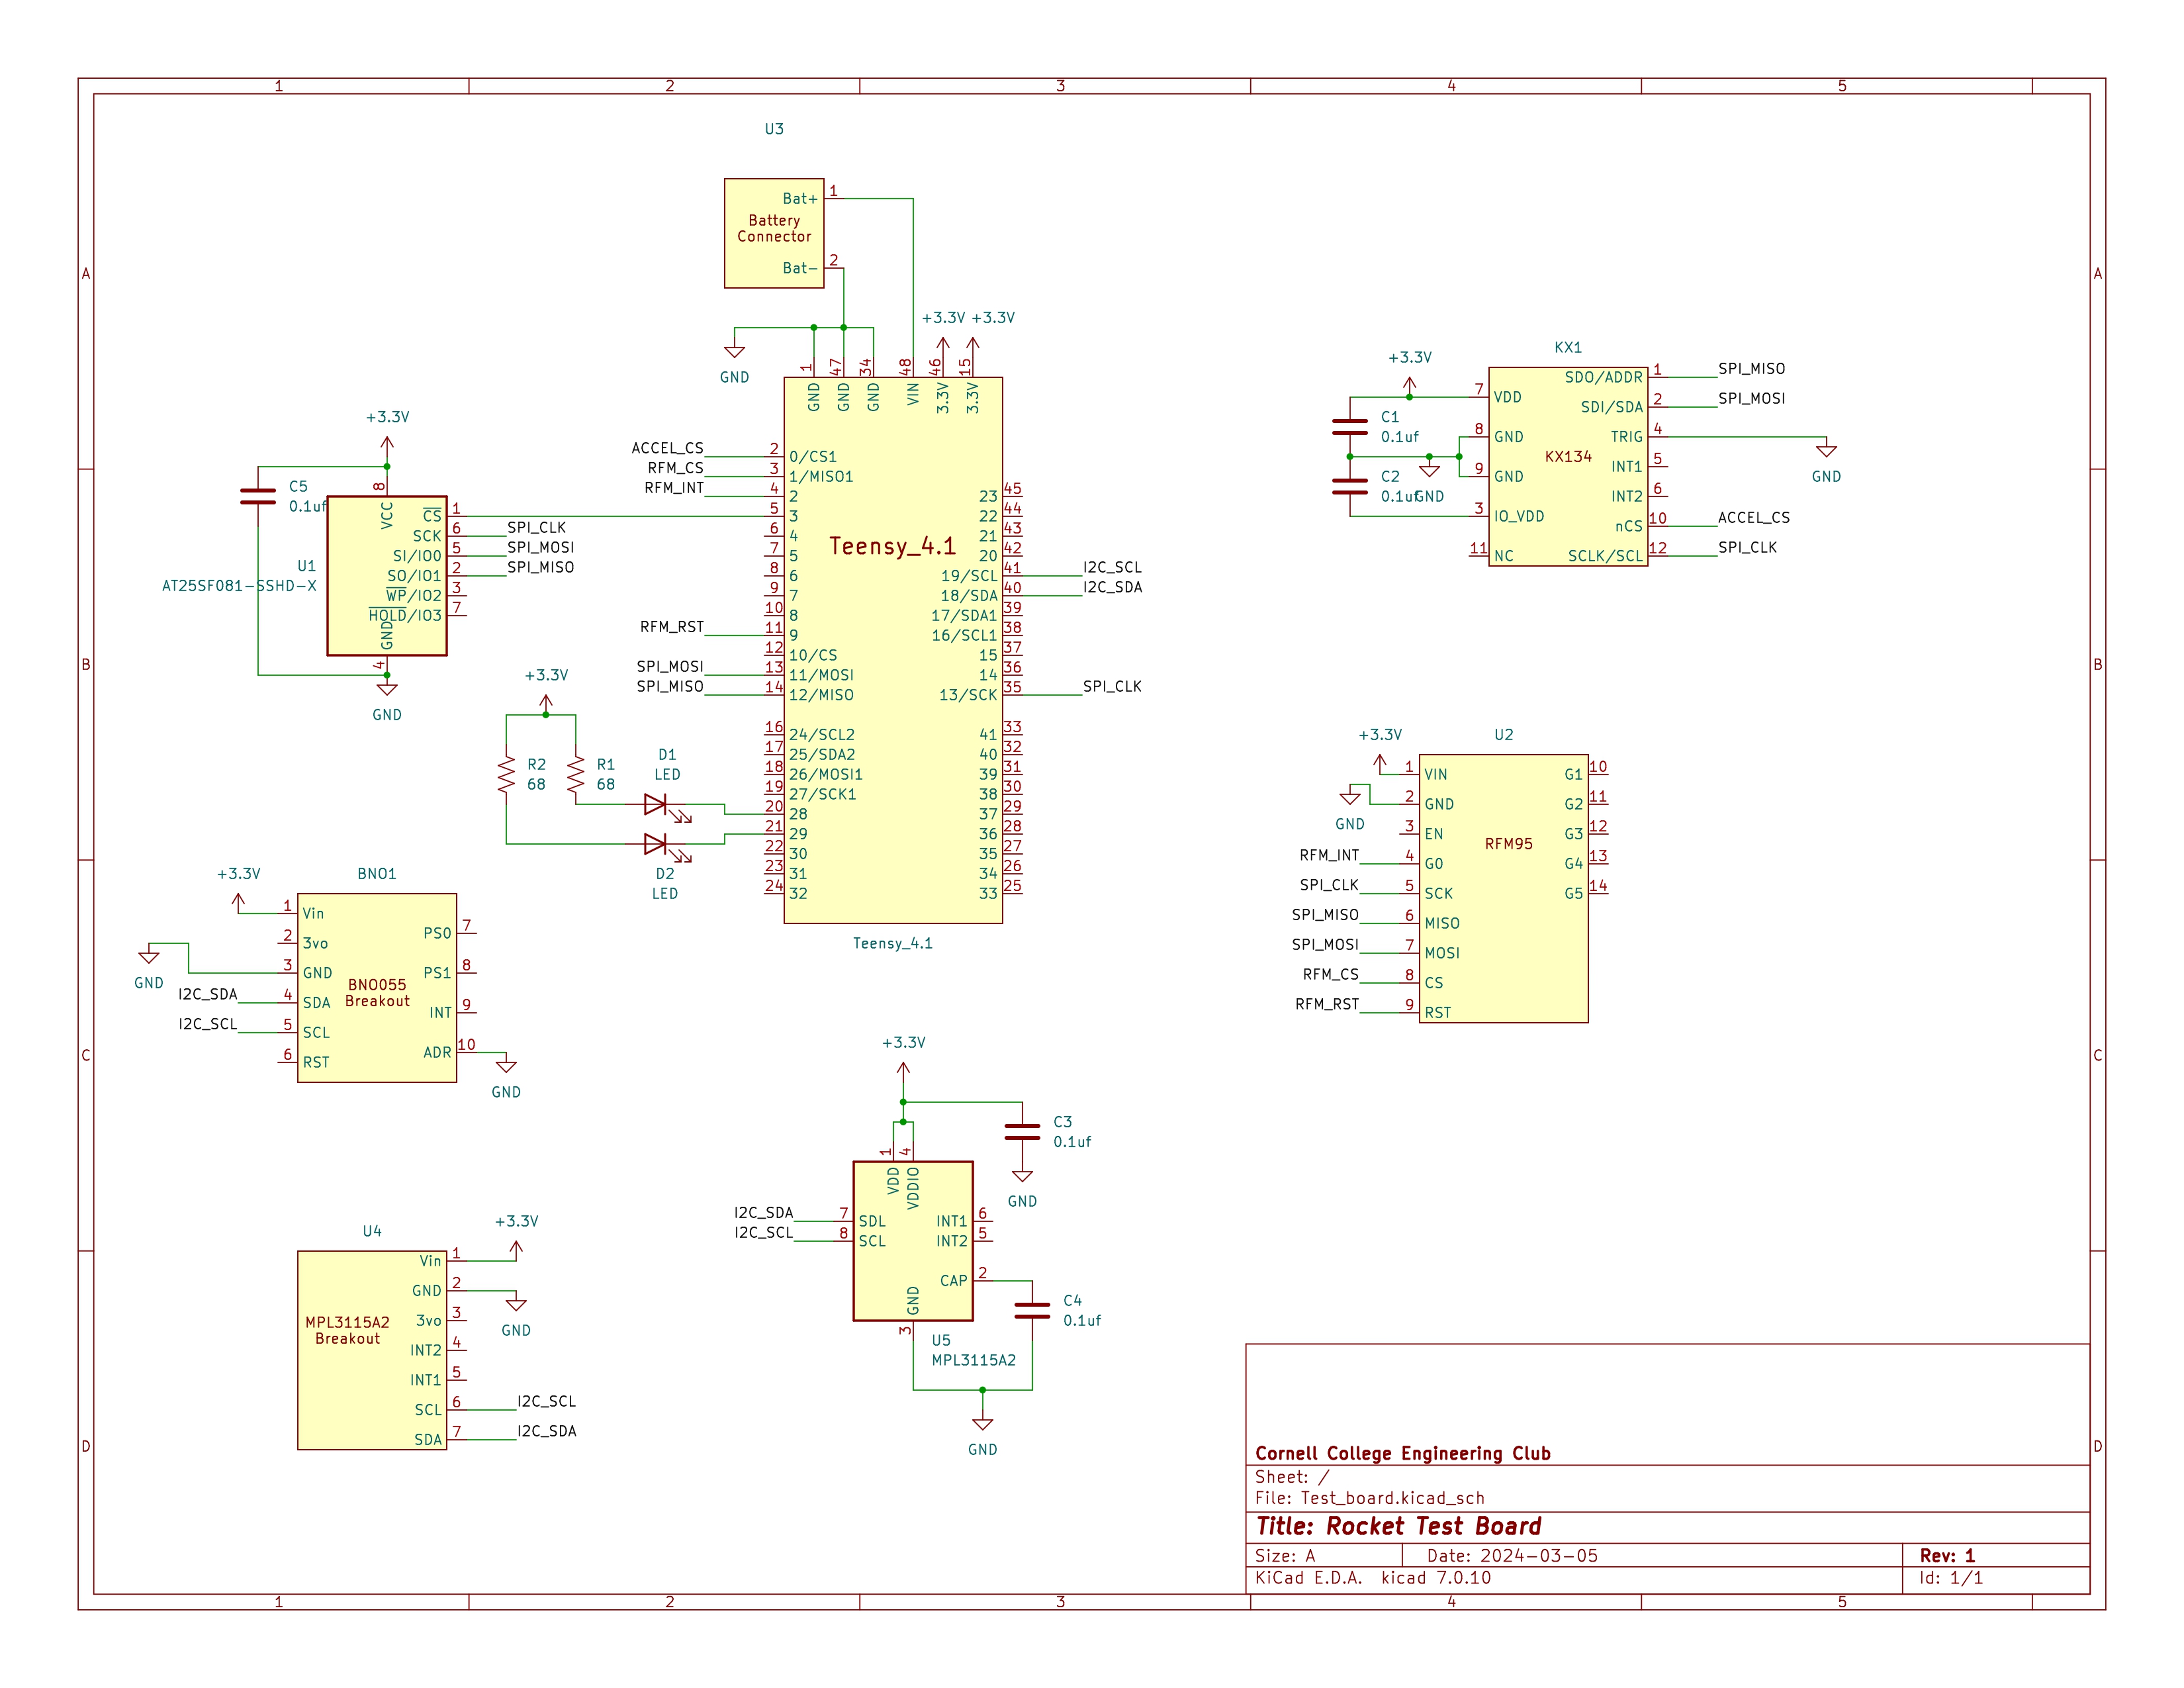 1 2 3 4 5
A A
B B
C C
D D
1 2 3 4 5
U3
Battery
Connector
Bat+ 1
Bat- 2
GND
+3.3V +3.3V
1 47 34 48 46 15
GND GND GND VIN 3.3V 3.3V
Teensy_4.1
ACCEL_CS 2 0/CS1
RFM_CS 3 1/MISO1
RFM_INT 4 2
5 3
6 4
7 5
8 6
9 7
10 8
RFM_RST 11 9
12 10/CS
SPI_MOSI 13 11/MOSI
SPI_MISO 14 12/MISO
16 24/SCL2
17 25/SDA2
18 26/MOSI1
19 27/SCK1
20 28
21 29
22 30
23 31
24 32
23 45
22 44
21 43
20 42
19/SCL 41 I2C_SCL
18/SDA 40 I2C_SDA
17/SDA1 39
16/SCL1 38
15 37
14 36
13/SCK 35 SPI_CLK
41 33
40 32
39 31
38 30
37 29
36 28
35 27
34 26
33 25
Teensy_4.1
+3.3V
C5
0.1uf
U1
AT25SF081-SSHD-X
8 VCC
CS 1
SCK 6 SPI_CLK
SI/IO0 5 SPI_MOSI
SO/IO1 2 SPI_MISO
WP/IO2 3
HOLD/IO3 7
GND 4
GND
+3.3V
R2
68
R1
68
D1
LED
D2
LED
BNO1
+3.3V
GND
BNO055
Breakout
1 Vin
2 3vo
3 GND
I2C_SDA 4 SDA
I2C_SCL 5 SCL
6 RST
PS0 7
PS1 8
INT 9
ADR 10
GND
U4
+3.3V
MPL3115A2
Breakout
Vin 1
GND 2
GND
3vo 3
INT2 4
INT1 5
SCL 6 I2C_SCL
SDA 7 I2C_SDA
+3.3V
C3
0.1uf
GND
1 4
VDD VDDIO
I2C_SDA 7 SDL
I2C_SCL 8 SCL
INT1 6
INT2 5
CAP 2
GND 3
C4
0.1uf
U5
MPL3115A2
GND
KX1
+3.3V
C1
0.1uf
C2
0.1uf
GND
KX134
7 VDD
8 GND
9 GND
3 IO_VDD
11 NC
SDO/ADDR 1 SPI_MISO
SDI/SDA 2 SPI_MOSI
TRIG 4
GND
INT1 5
INT2 6
nCS 10 ACCEL_CS
SCLK/SCL 12 SPI_CLK
U2
+3.3V
GND
RFM95
1 VIN
2 GND
3 EN
RFM_INT 4 G0
SPI_CLK 5 SCK
SPI_MISO 6 MISO
SPI_MOSI 7 MOSI
RFM_CS 8 CS
RFM_RST 9 RST
G1 10
G2 11
G3 12
G4 13
G5 14
Cornell College Engineering Club
Sheet: /
File: Test_board.kicad_sch
Title: Rocket Test Board
Size: A Date: 2024-03-05 Rev: 1
KiCad E.D.A. kicad 7.0.10 Id: 1/1